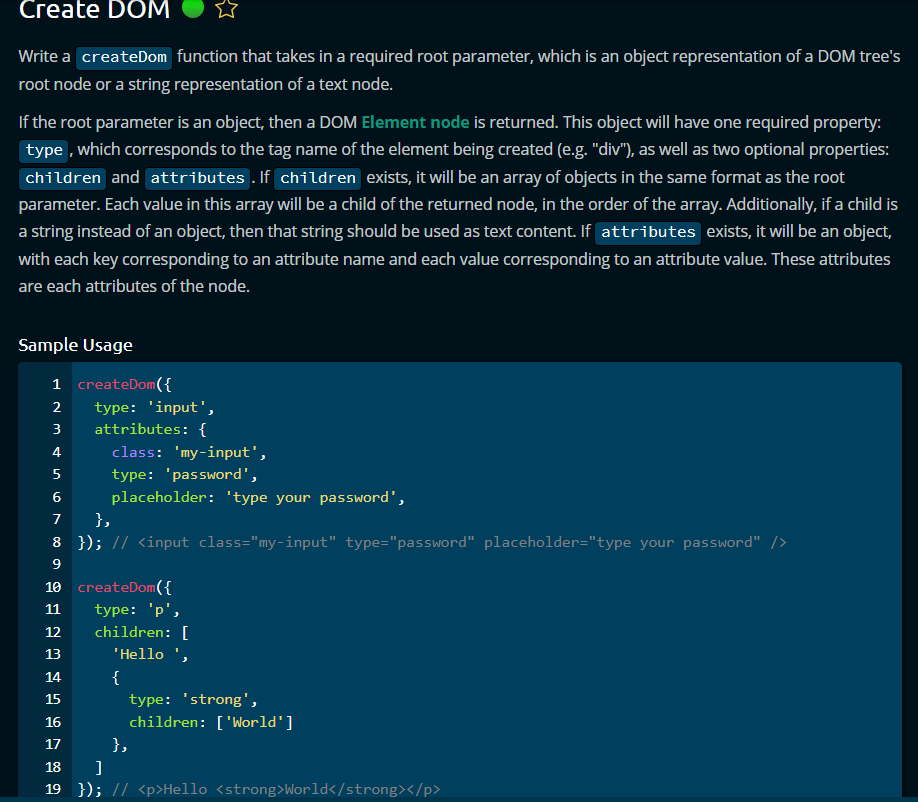 Create DOM
Write a createDom function that takes in a required root parameter, which is an object representation of a DOM tree's
root node or a string representation of a text node.
If the root parameter is an object, then a DOM Element node is returned. This object will have one required property:
type, which corresponds to the tag name of the element being created (e.g. "div"), as well as two optional properties:
children and attributes. If children exists, it will be an array of objects in the same format as the root
parameter. Each value in this array will be a child of the returned node, in the order of the array. Additionally, if a child is
a string instead of an object, then that string should be used as text content. If attributes exists, it will be an object,
with each key corresponding to an attribute name and each value corresponding to an attribute value. These attributes
are each attributes of the node.
Sample Usage
1 createDom({
2   type: 'input',
3   attributes: {
4     class: 'my-input',
5     type: 'password',
6     placeholder: 'type your password',
7   },
8 }); // <input class="my-input" type="password" placeholder="type your password" />
9
10 createDom({
11   type: 'p',
12   children: [
13     'Hello ',
14     {
15       type: 'strong',
16       children: ['World']
17     },
18   ]
19 }); // <p>Hello <strong>World</strong></p>